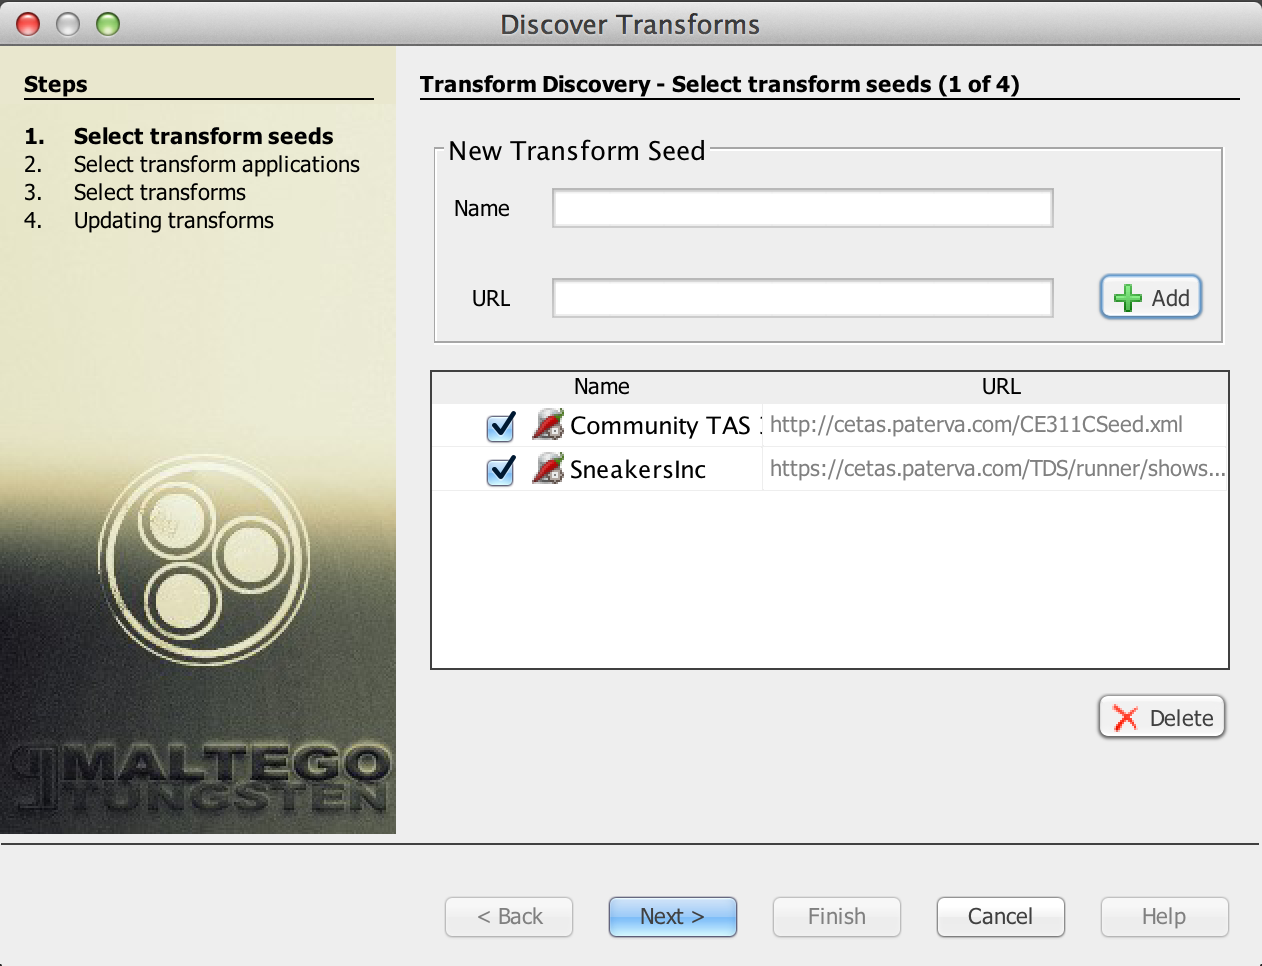 Discover Transforms
Steps
1. Select transform seeds
2. Select transform applications
3. Select transforms
4. Updating transforms
MALTEGO
TUNGSTEN
Transform Discovery - Select transform seeds (1 of 4)
New Transform Seed
Name
URL
Add
Name URL
Community TAS http://cetas.paterva.com/CE311CSeed.xml
SneakersInc https://cetas.paterva.com/TDS/runner/shows...
Delete
< Back Next > Finish Cancel Help